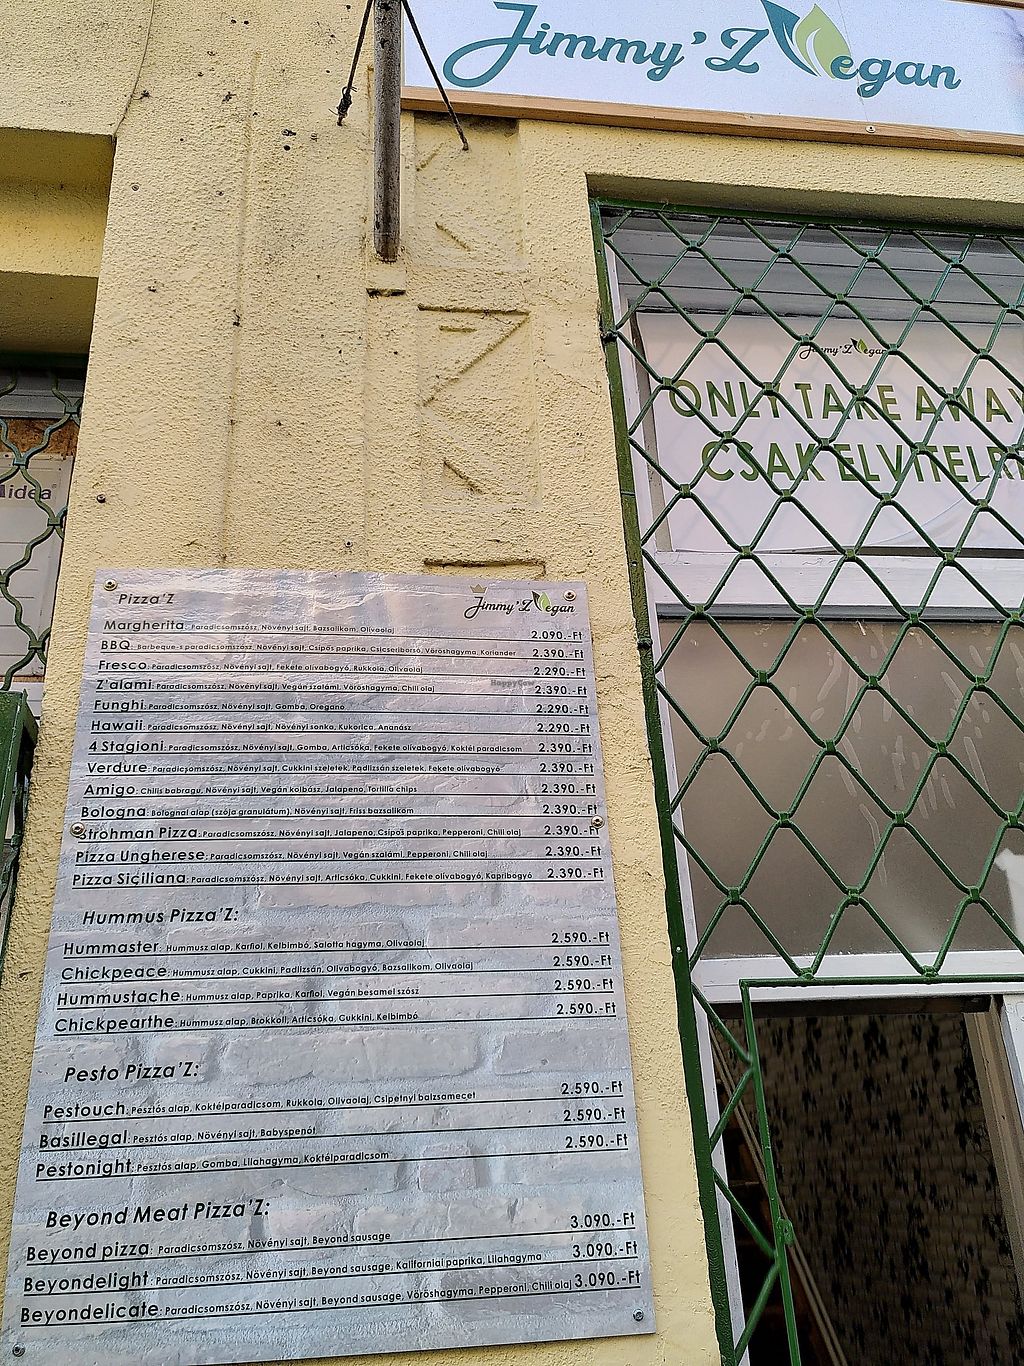 Jimmy'Z Vegan
Jimmy'Z Vegan
ONLY TAKE AWAY
CSAK ELVITELR
Midea
Pizza'Z
Jimmy'Z Vegan
Margherita: Paradicsomszósz, Növényi sajt, Bazsalikom, Olívaolaj 2.090.-Ft
BBQ: Barbeque-s paradicsomszósz, Növényi sajt, Csípős paprika, Csicseriborsó, Vöröshagyma, Koriander 2.390.-Ft
Fresco: Paradicsomszósz, Növényi sajt, Fekete olívabogyó, Rukkola, Olívaolaj 2.290.-Ft
HappyCow
Z'alami: Paradicsomszósz, Növényi sajt, Vegán szalámi, Vöröshagyma, Chili olaj 2.390.-Ft
Funghi: Paradicsomszósz, Növényi sajt, Gomba, Oregano 2.290.-Ft
Hawaii: Paradicsomszósz, Növényi sajt, Növényi sonka, Kukorica, Ananász 2.290.-Ft
4 Stagioni: Paradicsomszósz, Növényi sajt, Gomba, Articsóka, Fekete olívabogyó, Koktél paradicsom 2.390.-Ft
Verdure: Paradicsomszósz, Növényi sajt, Cukkini szeletek, Padlizsán szeletek, Fekete olívabogyó 2.390.-Ft
Amigo: Chilis babragu, Növényi sajt, Vegán kolbász, Jalapeno, Tortilla chips 2.390.-Ft
Bologna: Bolognai alap (szója granulátum), Növényi sajt, Friss bazsalikom 2.390.-Ft
Strohman Pizza: Paradicsomszósz, Növényi sajt, Jalapeno, Csípős paprika, Pepperoni, Chili olaj 2.390.-Ft
Pizza Ungherese: Paradicsomszósz, Növényi sajt, Vegán szalámi, Pepperoni, Chili olaj 2.390.-Ft
Pizza Siciliana: Paradicsomszósz, Növényi sajt, Articsóka, Cukkini, Fekete olívabogyó, Kapribogyó 2.390.-Ft
Hummus Pizza'Z:
Hummaster: Hummusz alap, Karfiol, Kelbimbó, Salotta hagyma, Olívaolaj 2.590.-Ft
Chickpeace: Hummusz alap, Cukkini, Padlizsán, Olívabogyó, Bazsalikom, Olívaolaj 2.590.-Ft
Hummustache: Hummusz alap, Paprika, Karfiol, Vegán besamel szósz 2.590.-Ft
Chickpearthe: Hummusz alap, Brokkoli, Articsóka, Cukkini, Kelbimbó 2.590.-Ft
Pesto Pizza'Z:
Pestouch: Pesztós alap, Koktélparadicsom, Rukkola, Olívaolaj, Csipetnyi balzsamecet 2.590.-Ft
Basillegal: Pesztós alap, Növényi sajt, Babyspenót 2.590.-Ft
Pestonight: Pesztós alap, Gomba, Lilahagyma, Koktélparadicsom 2.590.-Ft
Beyond Meat Pizza'Z:
Beyond pizza: Paradicsomszósz, Növényi sajt, Beyond sausage 3.090.-Ft
Beyondelight: Paradicsomszósz, Növényi sajt, Beyond sausage, Kaliforniai paprika, Lilahagyma 3.090.-Ft
Beyondelicate: Paradicsomszósz, Növényi sajt, Beyond sausage, Vöröshagyma, Pepperoni, Chili olaj 3.090.-Ft